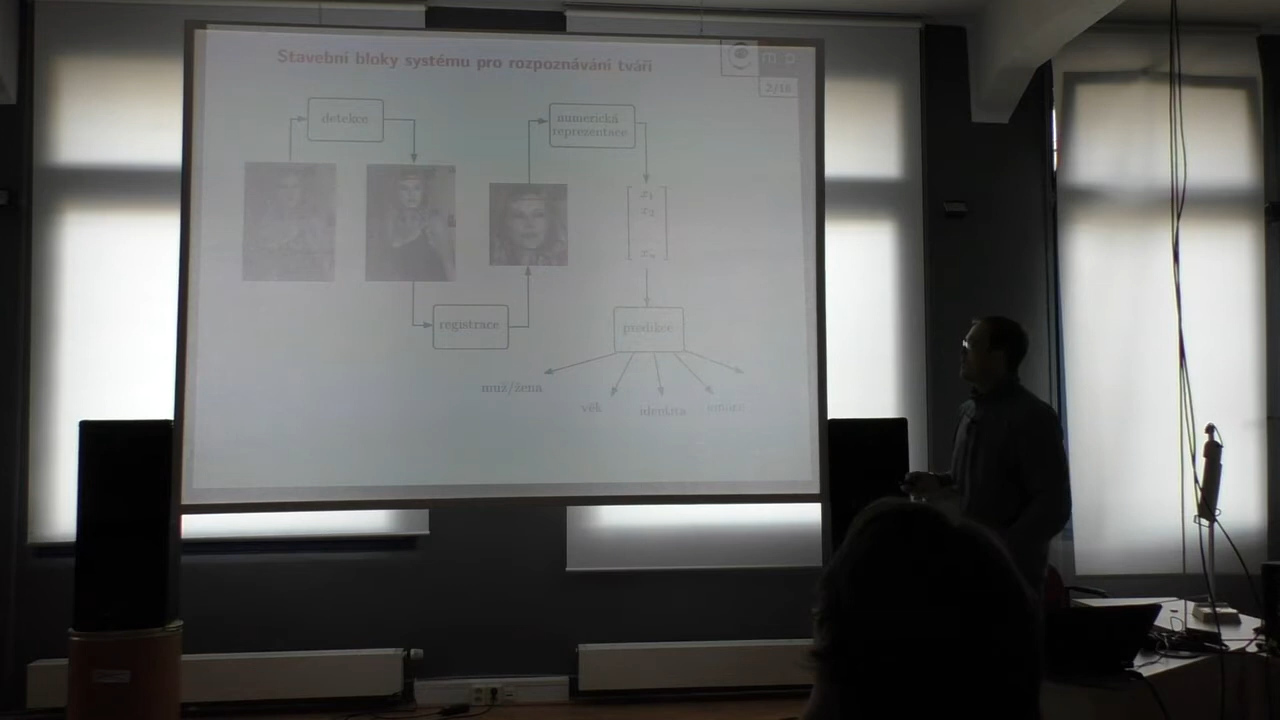 Stavební bloky systému pro rozpoznávání tváří
m p
2/18
detekce
numerická
reprezentace
x1
x2
xn
registrace
predikce
muž/žena
věk
identita
emoce